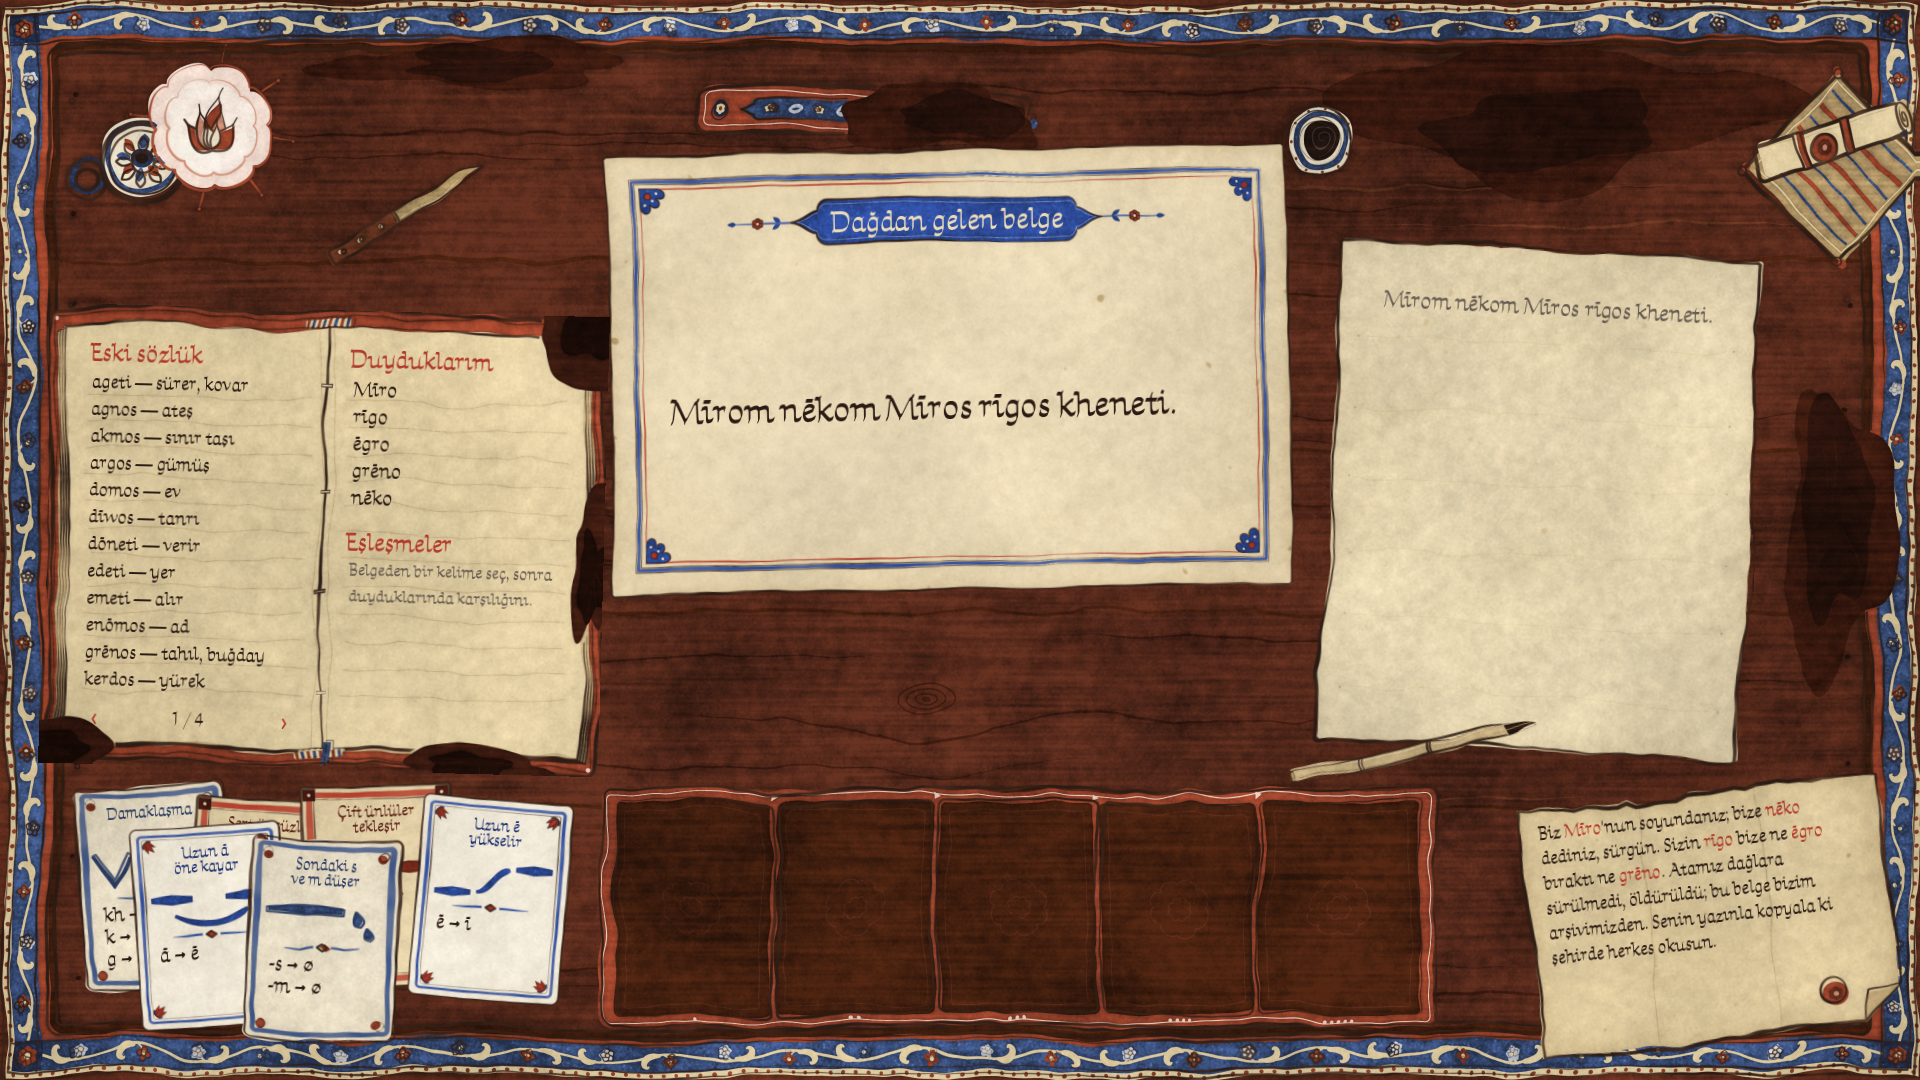 Dağdan gelen belge
Mīrom nēkom Mīros rīgos kheneti.
Mīrom nēkom Mīros rīgos kheneti.
Eski sözlük
ageti — sürer, kovar
agnos — ateş
akmos — sınır taşı
argos — gümüş
domos — ev
dīwos — tanrı
dōneti — verir
edeti — yer
emeti — alır
enōmos — ad
grēnos — tahıl, buğday
kerdos — yürek
‹ 1 / 4 ›
Duyduklarım
Mīro
rīgo
ēgro
grēno
nēko
Eşleşmeler
Belgeden bir kelime seç, sonra
duyduklarında karşılığını.
Damaklaşma
kh
k →
g →
Uzun ā
öne kayar
ā → ē
Sondaki s
ve m düşer
-s → ø
-m → ø
Çift ünlüler
tekleşir
Uzun ē
yükselir
ē → ī
Biz Mīro'nun soyundanız; bize nēko
dediniz, sürgün. Sizin rīgo bize ne ēgro
bıraktı ne grēno. Atamız dağlara
sürülmedi, öldürüldü; bu belge bizim
arşivimizden. Senin yazınla kopyala ki
şehirde herkes okusun.